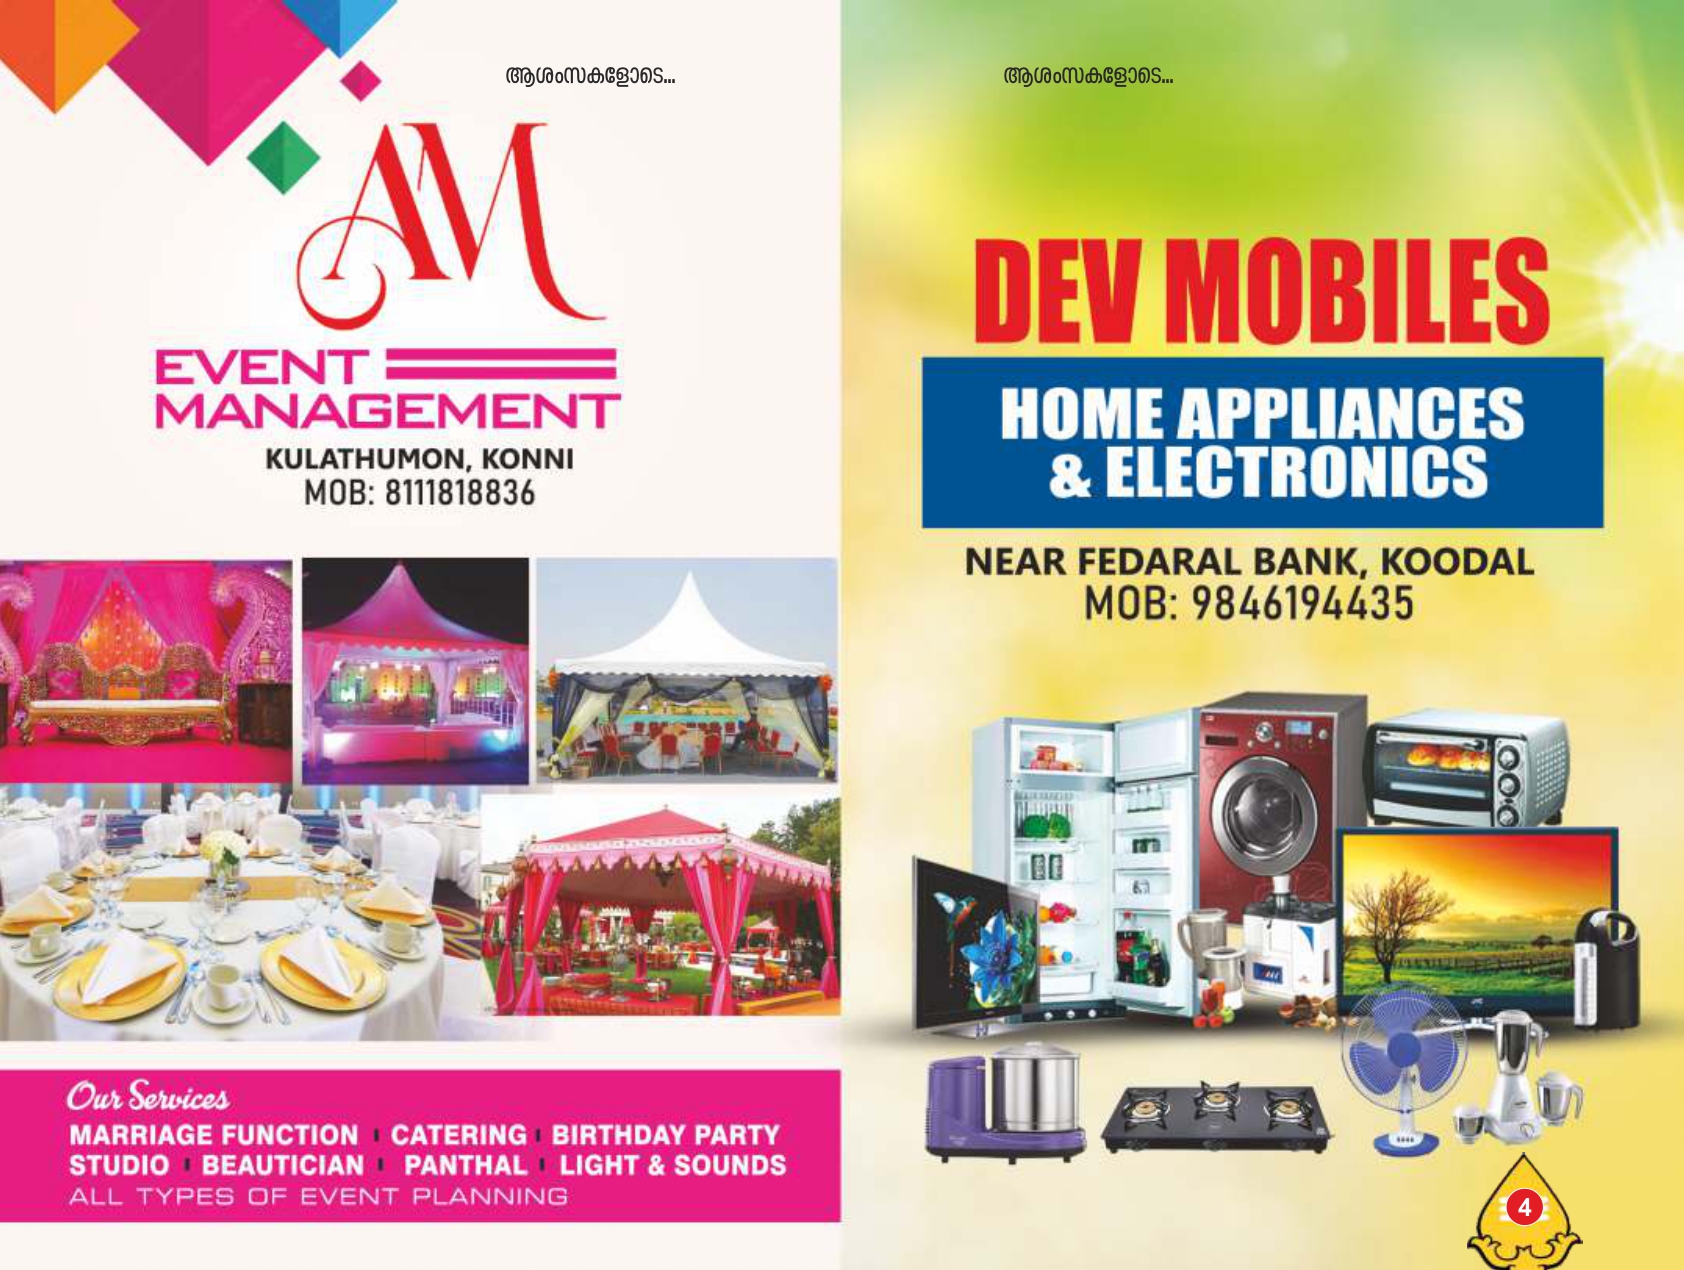 ആശംസകളോടെ...
AM
EVENT
MANAGEMENT
KULATHUMON, KONNI
MOB: 8111818836
Our Services
MARRIAGE FUNCTION I CATERING I BIRTHDAY PARTY
STUDIO I BEAUTICIAN I PANTHAL I LIGHT & SOUNDS
ALL TYPES OF EVENT PLANNING
ആശംസകളോടെ...
DEV MOBILES
HOME APPLIANCES
& ELECTRONICS
NEAR FEDARAL BANK, KOODAL
MOB: 9846194435
4